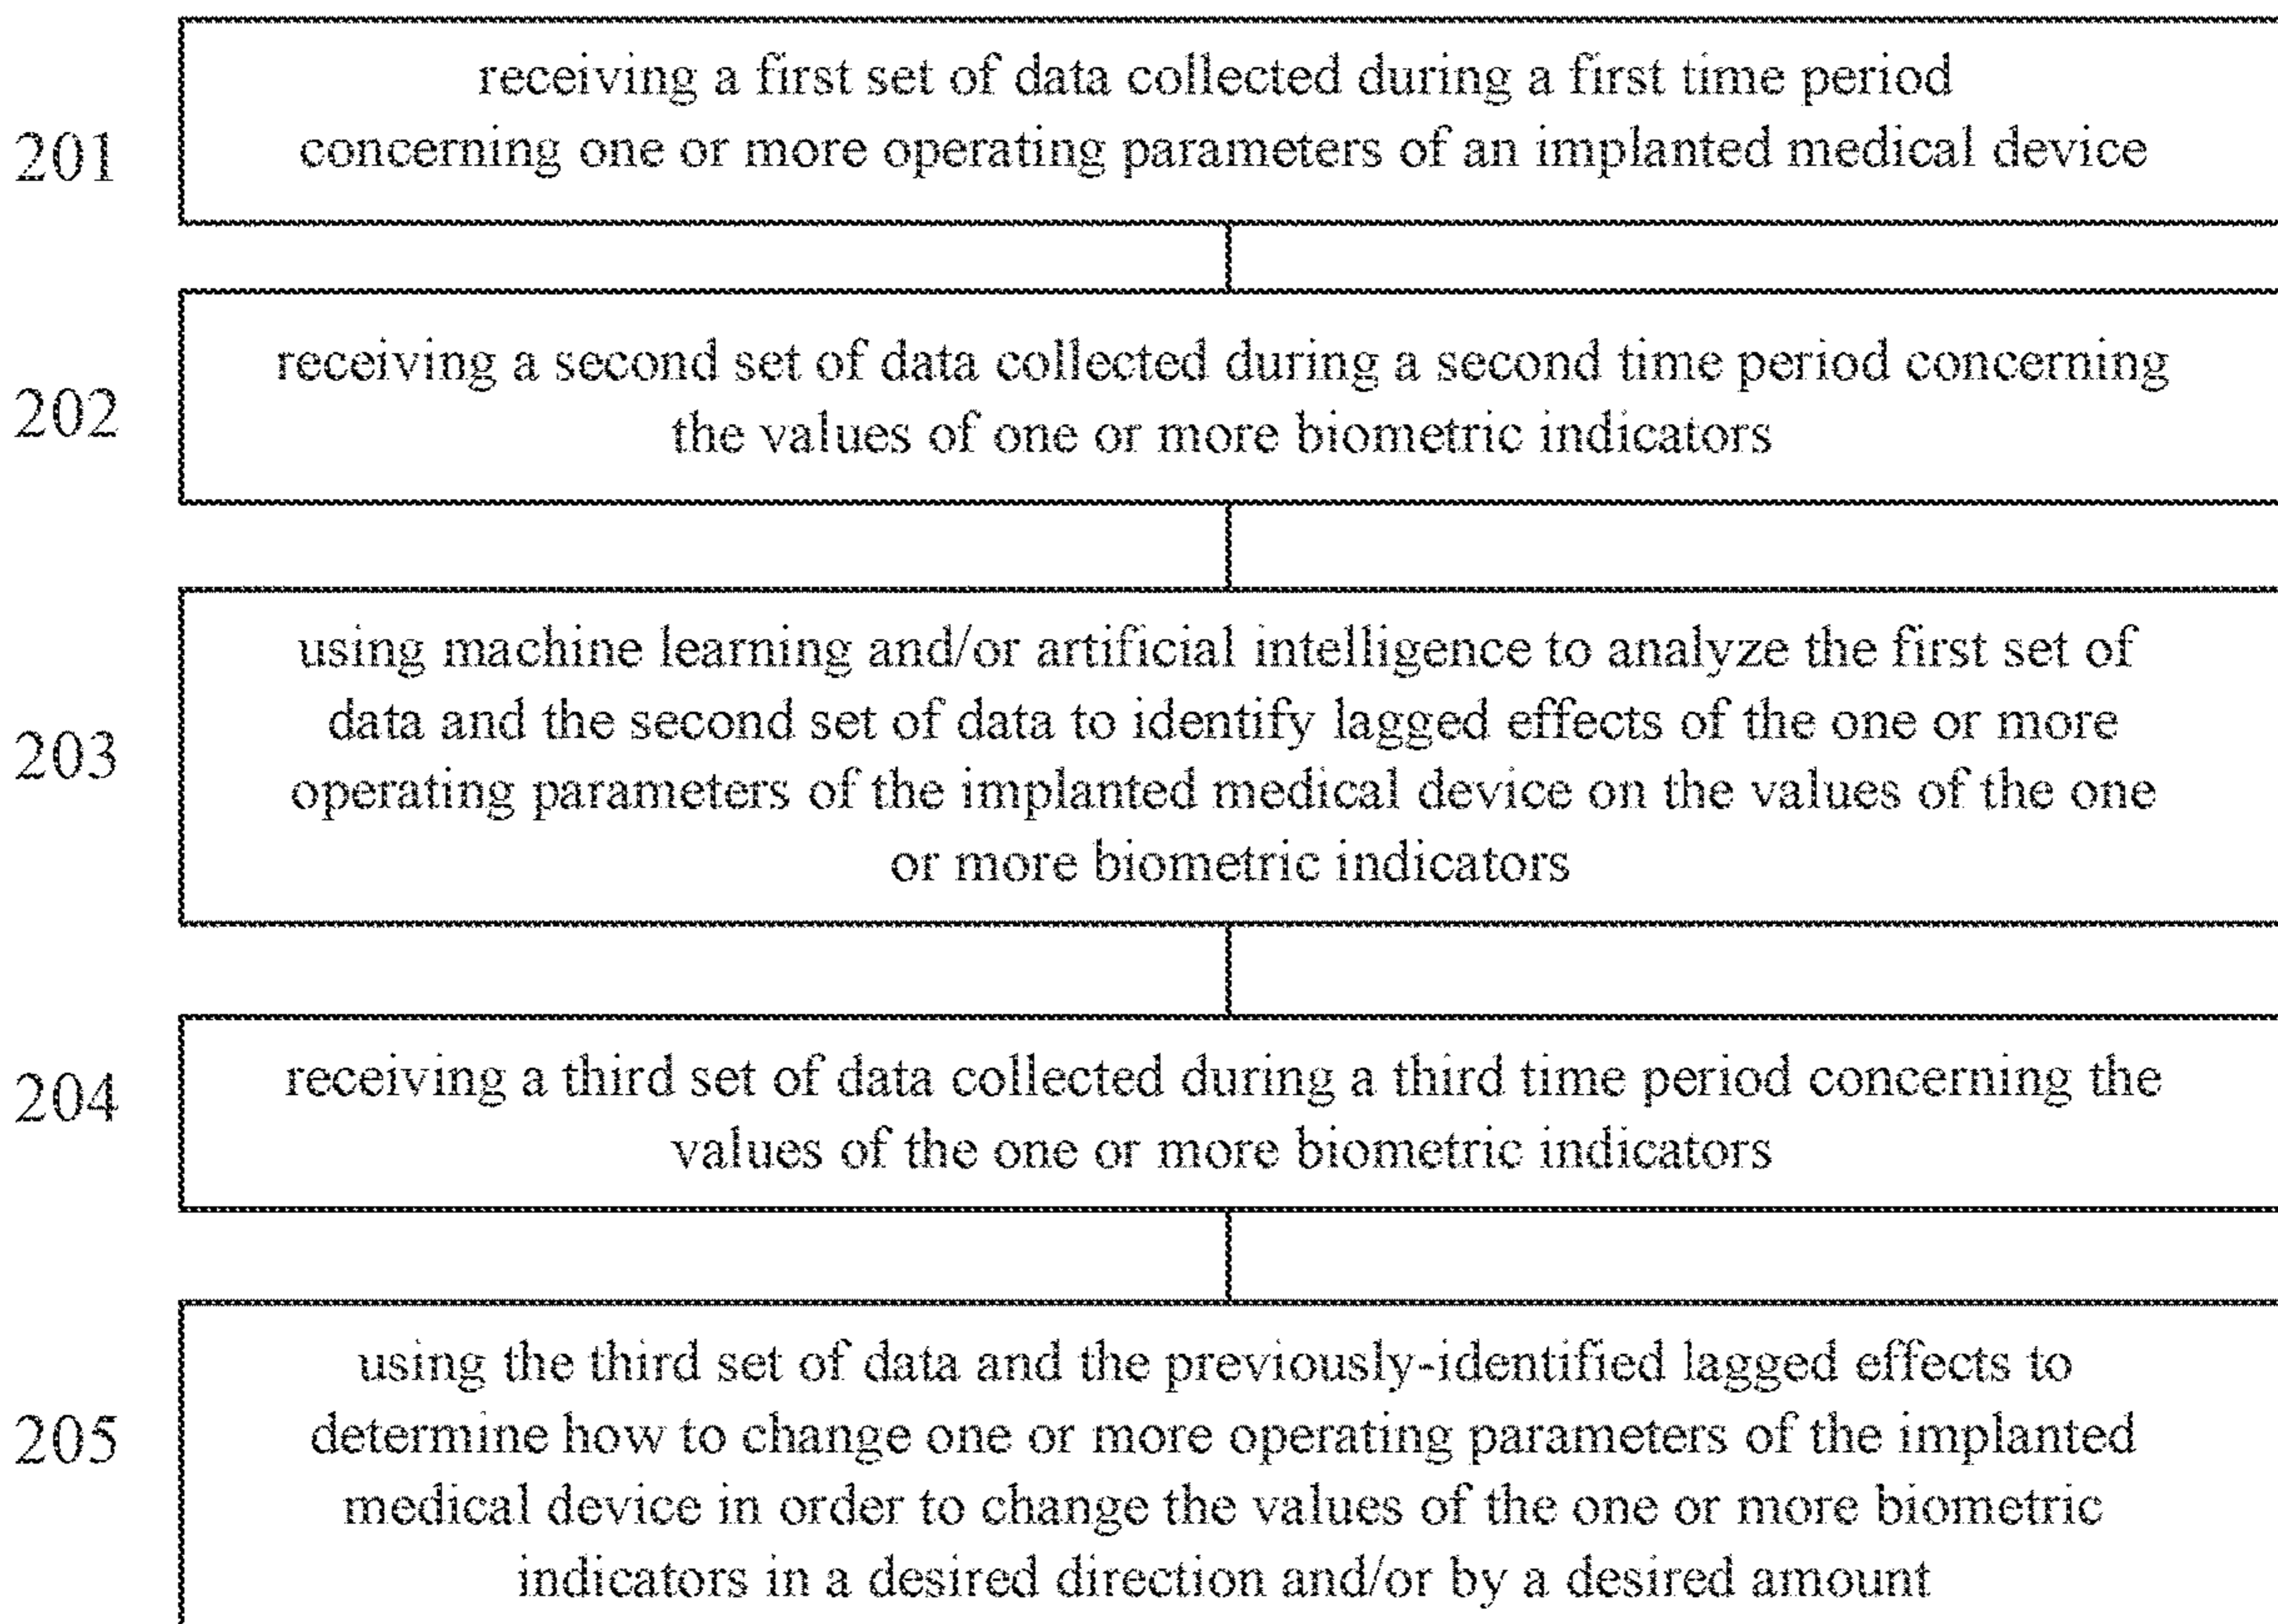 receiving a first set of data collected during a first time period
201
concerning one or more operating parameters of an implanted medical device
receiving a second set of data collected during a second time period concerning
202
the values of one or more biometric indicators
using machine learning and/or artificial intelligence to analyze the first set of
data and the second set of data to identify lagged effects of the one or more
203
operating parameters of the implanted medical device on the values of the one
or more biometric indicators
receiving a third set of data collected during a third time period concerning the
204
values of the one or more biometric indicators
using the third set of data and the previously-identified lagged effects to
determine how to change one or more operating parameters of the implanted
205
medical device in order to change the values of the one or more biometric
indicators in a desired direction and/or by a desired amount